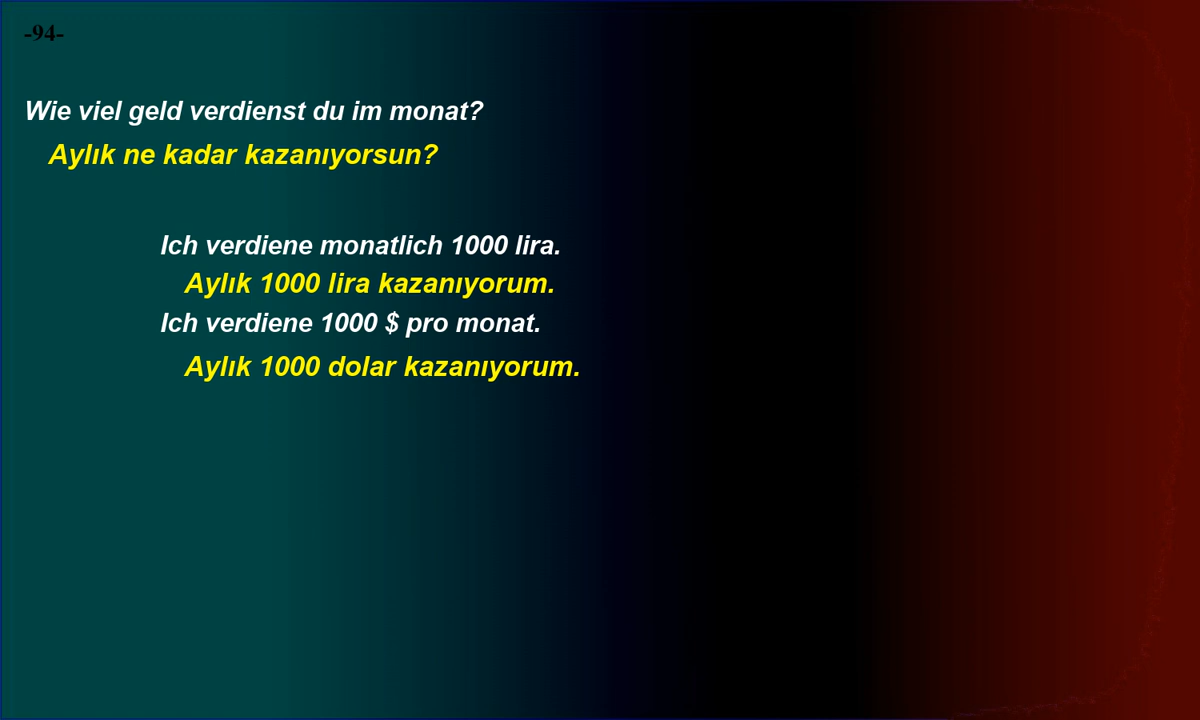 -94-
Wie viel geld verdienst du im monat?
Aylık ne kadar kazanıyorsun?
Ich verdiene monatlich 1000 lira.
Aylık 1000 lira kazanıyorum.
Ich verdiene 1000 $ pro monat.
Aylık 1000 dolar kazanıyorum.